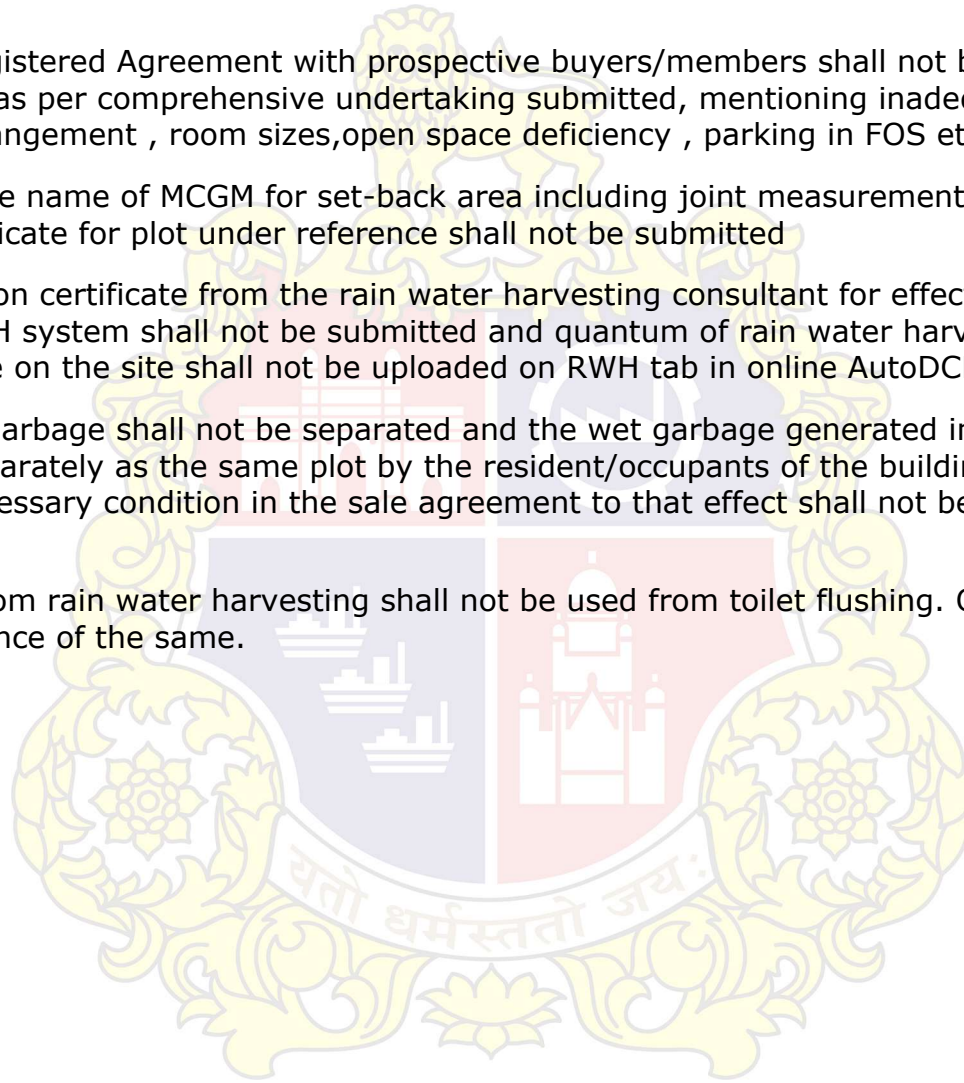 gistered Agreement with prospective buyers/members shall not b
as per comprehensive undertaking submitted, mentioning inade
angement , room sizes,open space deficiency , parking in FOS et
e name of MCGM for set-back area including joint measurement
icate for plot under reference shall not be submitted
on certificate from the rain water harvesting consultant for effect
H system shall not be submitted and quantum of rain water harv
e on the site shall not be uploaded on RWH tab in online AutoDC
arbage shall not be separated and the wet garbage generated in
parately as the same plot by the resident/occupants of the buildin
essary condition in the sale agreement to that effect shall not be
om rain water harvesting shall not be used from toilet flushing. C
nce of the same.
यतो धर्मस्ततो जय: